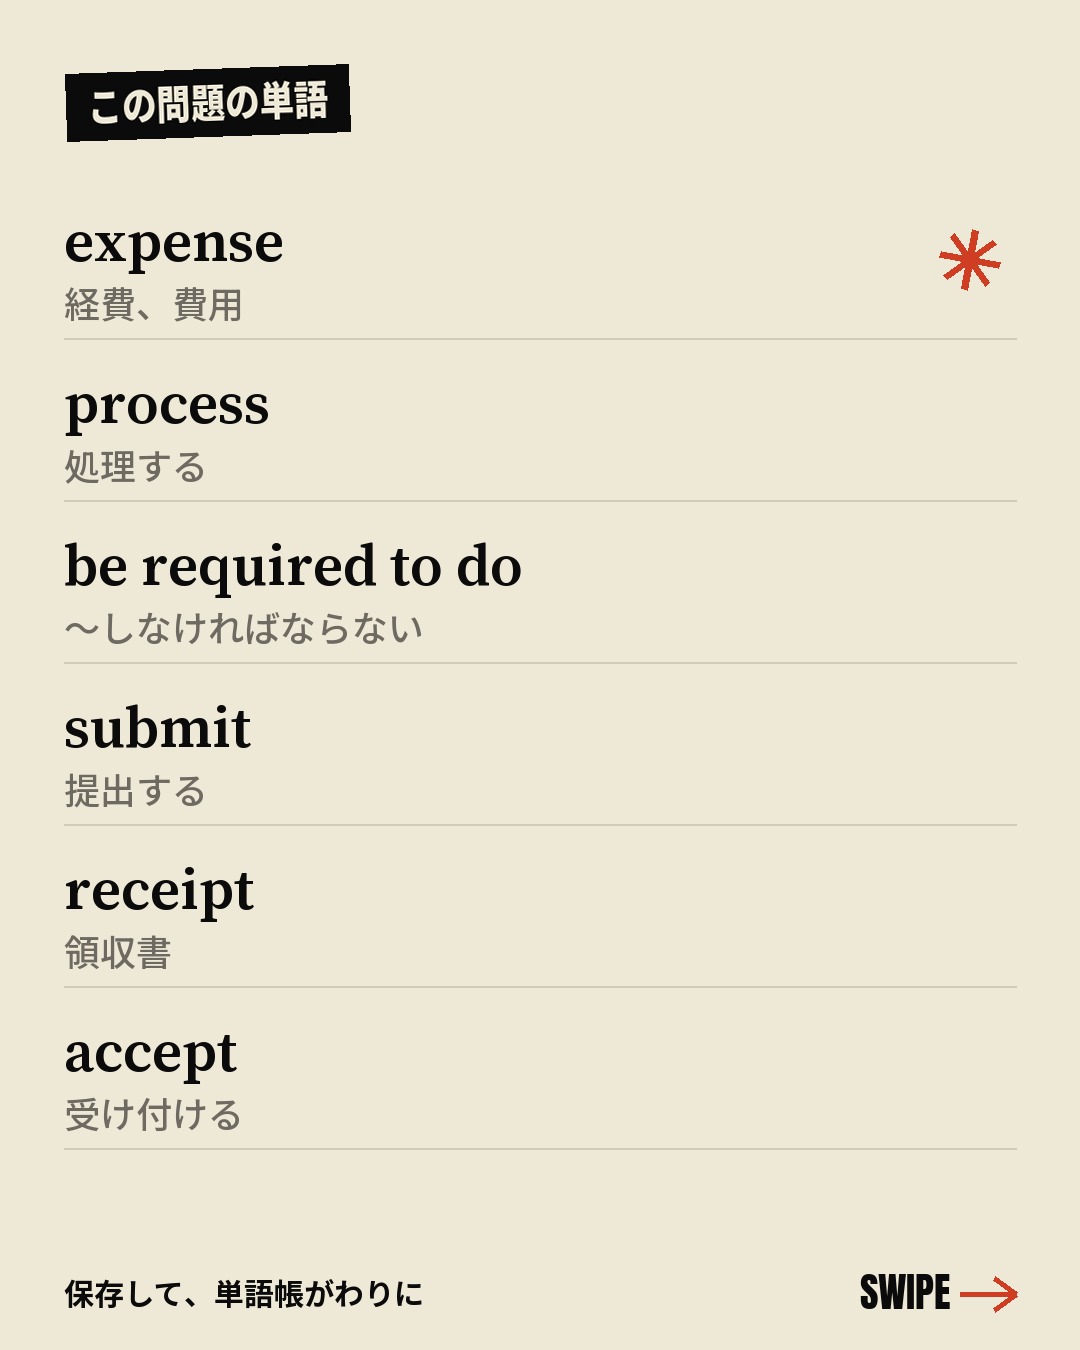 この問題の単語
expense
経費、費用
process
処理する
be required to do
〜しなければならない
submit
提出する
receipt
領収書
accept
受け付ける
保存して、単語帳がわりに
SWIPE